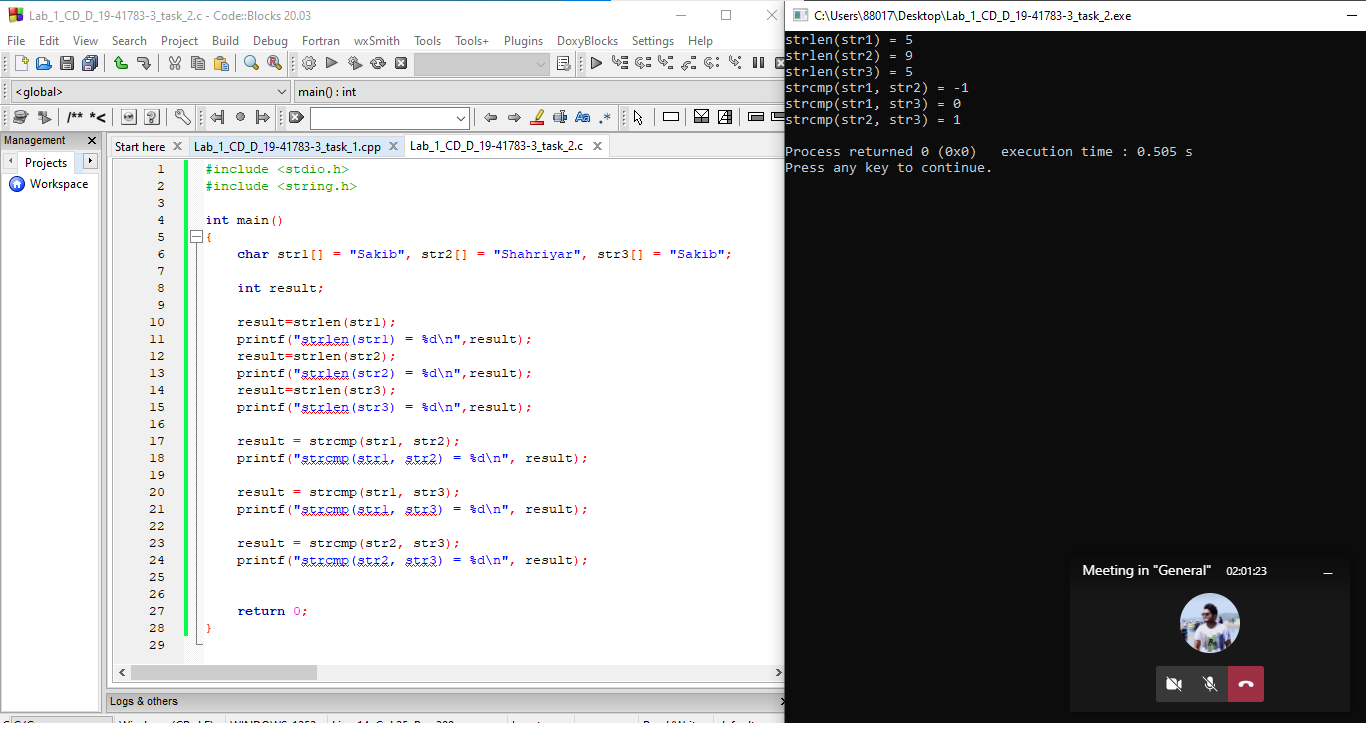 Lab_1_CD_D_19-41783-3_task_2.c - Code::Blocks 20.03
File Edit View Search Project Build Debug Fortran wxSmith Tools Tools+ Plugins DoxyBlocks Settings Help
<global>
main() : int
/** *<
Management
Projects
Workspace
Start here
Lab_1_CD_D_19-41783-3_task_1.cpp
Lab_1_CD_D_19-41783-3_task_2.c
1 #include <stdio.h>
2 #include <string.h>
3
4 int main()
5 {
6 char str1[] = "Sakib", str2[] = "Shahriyar", str3[] = "Sakib";
7
8 int result;
9
10 result=strlen(str1);
11 printf("strlen(str1) = %d\n",result);
12 result=strlen(str2);
13 printf("strlen(str2) = %d\n",result);
14 result=strlen(str3);
15 printf("strlen(str3) = %d\n",result);
16
17 result = strcmp(str1, str2);
18 printf("strcmp(str1, str2) = %d\n", result);
19
20 result = strcmp(str1, str3);
21 printf("strcmp(str1, str3) = %d\n", result);
22
23 result = strcmp(str2, str3);
24 printf("strcmp(str2, str3) = %d\n", result);
25
26
27 return 0;
28 }
29
Logs & others
C:\Users\88017\Desktop\Lab_1_CD_D_19-41783-3_task_2.exe
strlen(str1) = 5
strlen(str2) = 9
strlen(str3) = 5
strcmp(str1, str2) = -1
strcmp(str1, str3) = 0
strcmp(str2, str3) = 1
Process returned 0 (0x0) execution time : 0.505 s
Press any key to continue.
Meeting in "General" 02:01:23